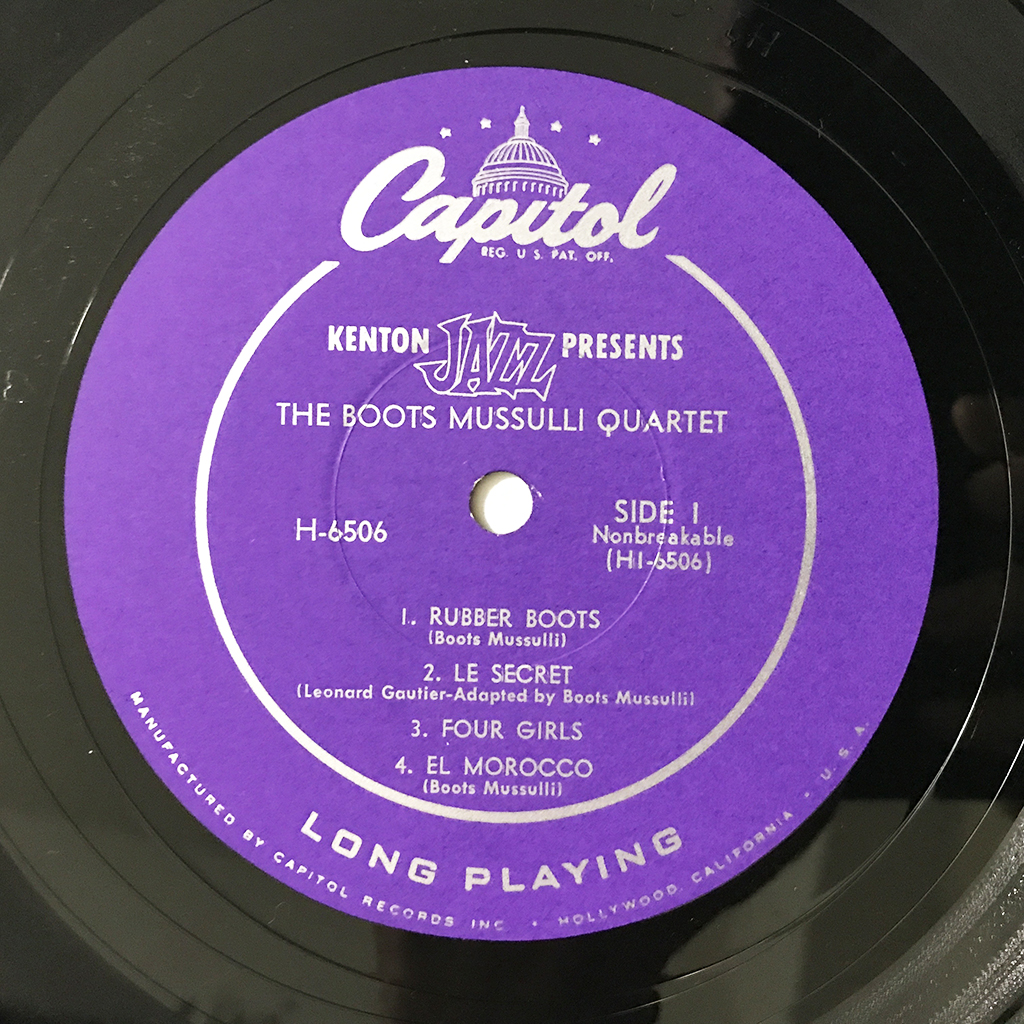 Capitol
REG. U S. PAT. OFF.
KENTON JAZZ PRESENTS
THE BOOTS MUSSULLI QUARTET
H-6506
SIDE 1
Nonbreakable
(H1-6506)
1. RUBBER BOOTS
(Boots Mussulli)
2. LE SECRET
(Leonard Gautier-Adapted by Boots Mussulli)
3. FOUR GIRLS
4. EL MOROCCO
(Boots Mussulli)
LONG PLAYING
MANUFACTURED BY CAPITOL RECORDS INC • HOLLYWOOD, CALIFORNIA • U. S. A.